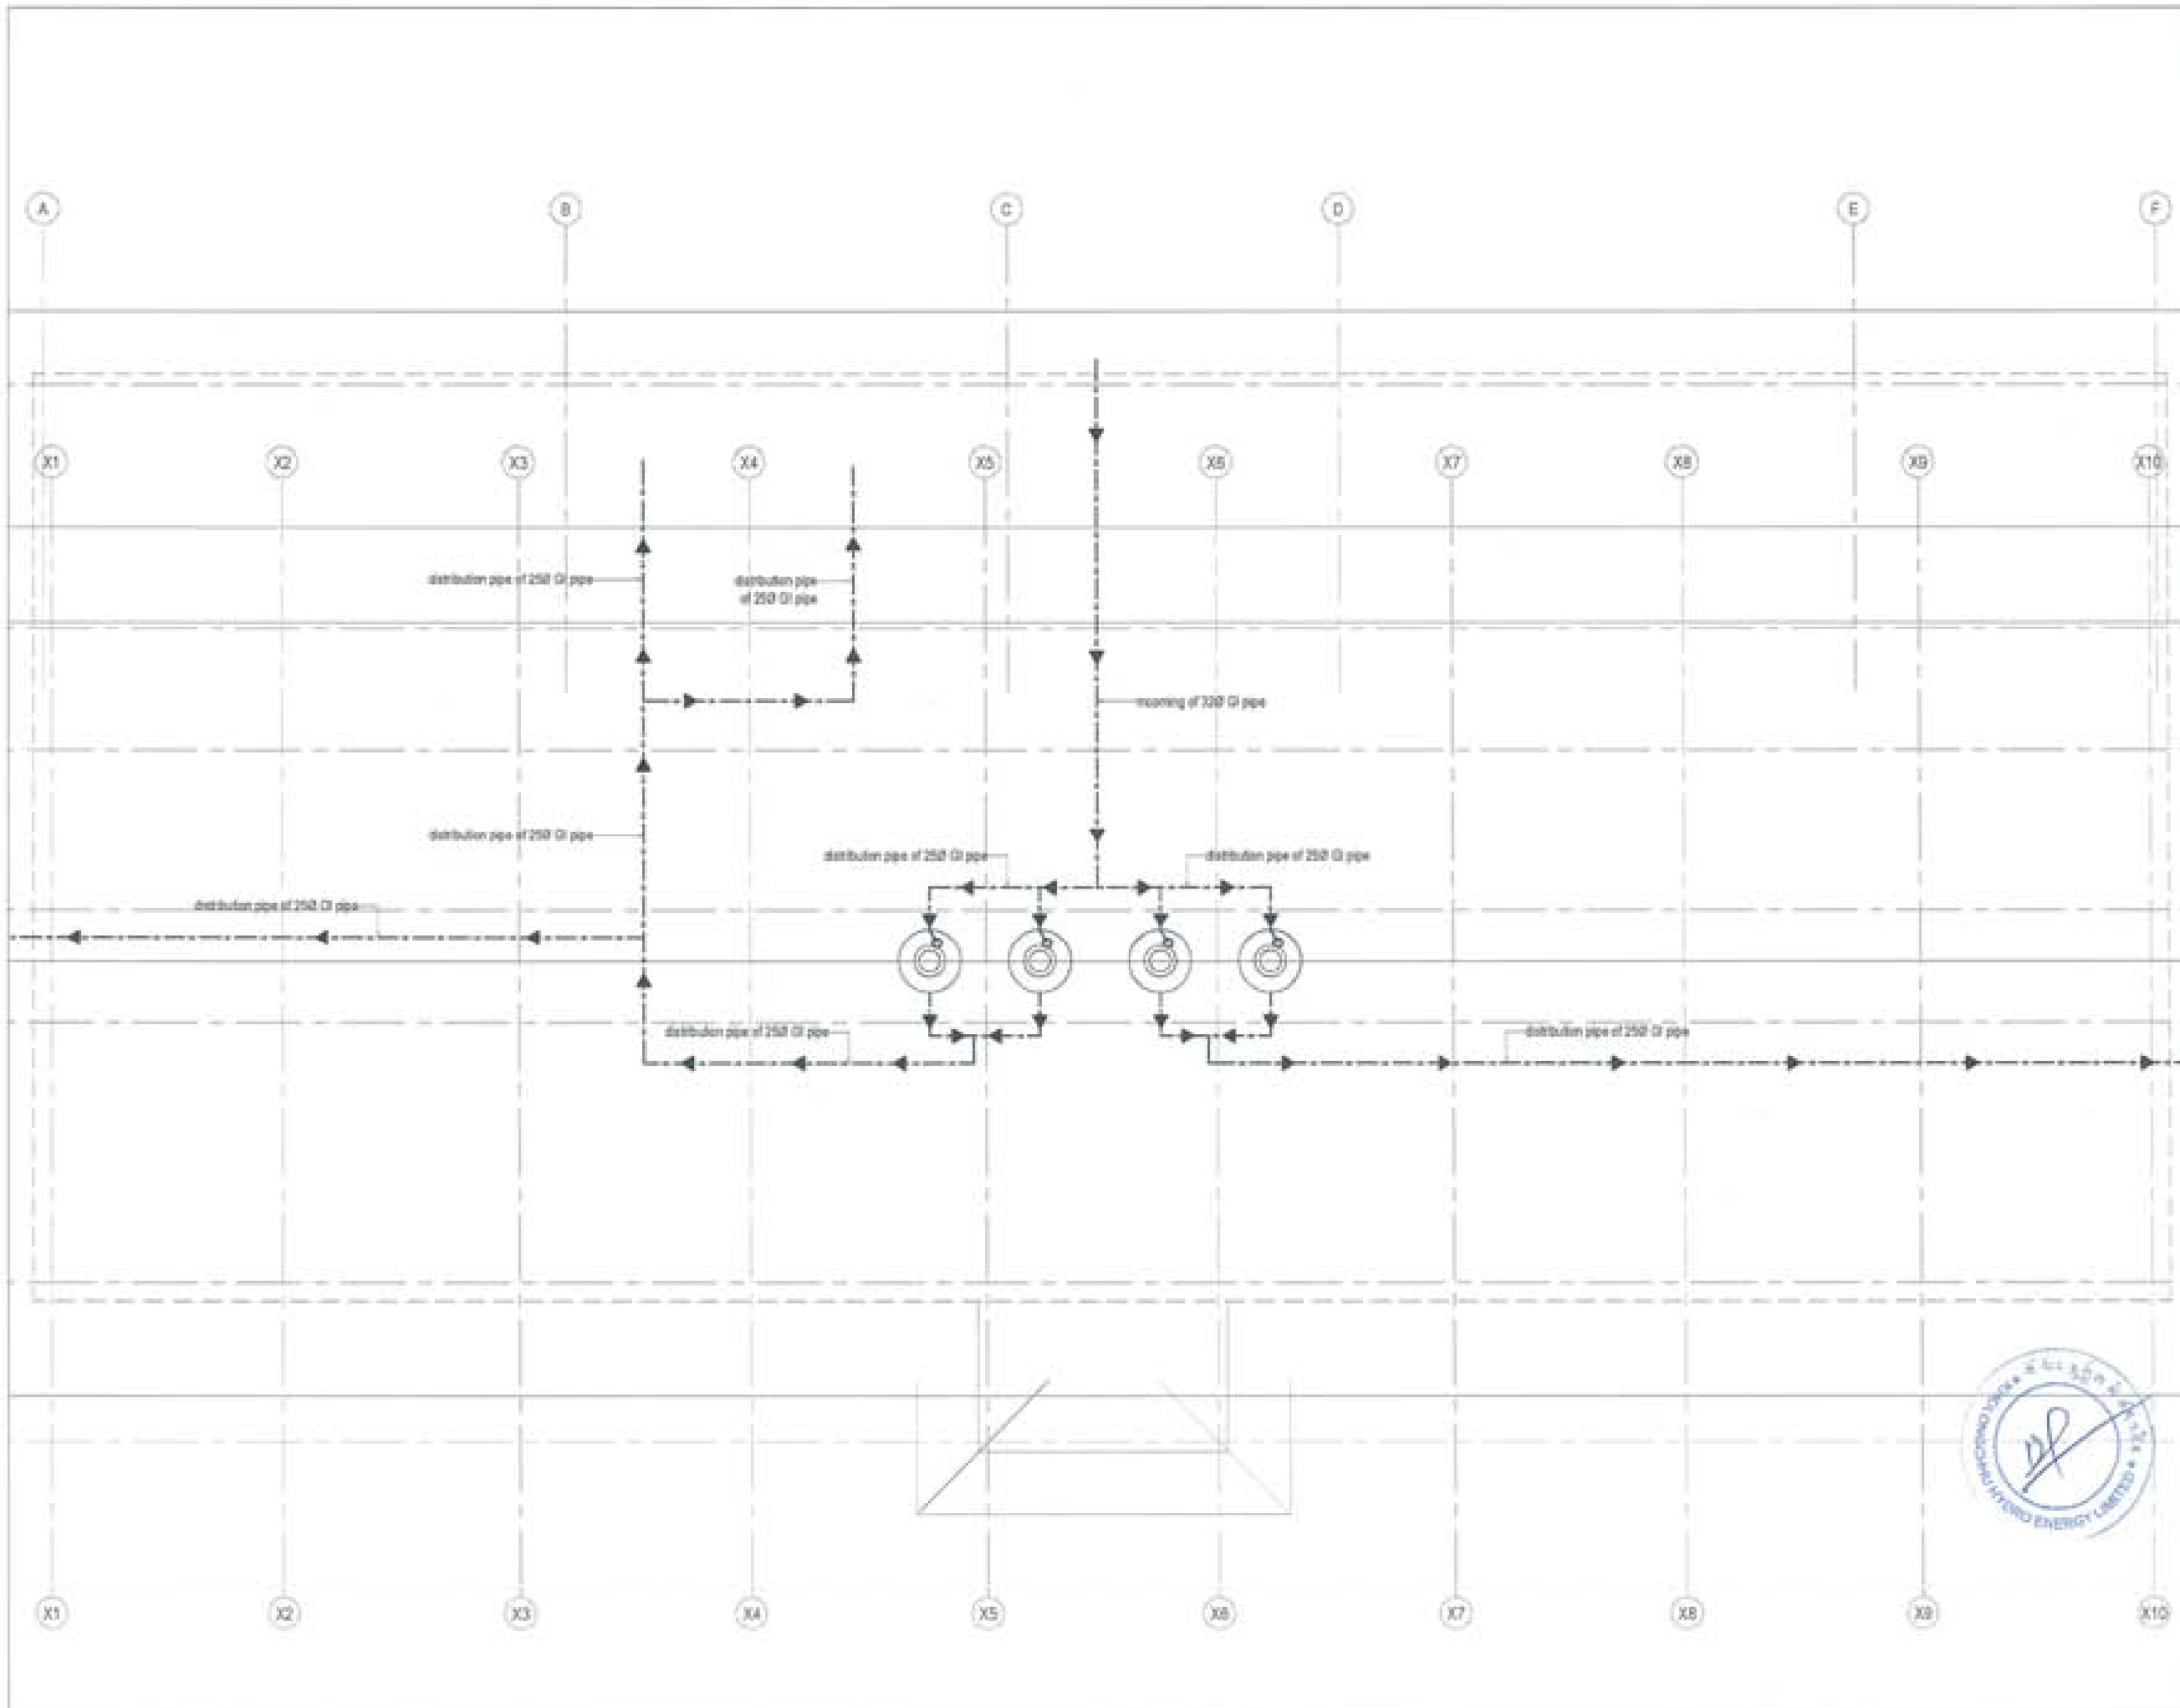 A
B
C
D
E
F
X1
X2
X3
X4
X5
X6
X7
X8
X9
X10
distribution pipe of 25Ø GI pipe
distribution pipe
of 25Ø GI pipe
incoming of 32Ø GI pipe
distribution pipe of 25Ø GI pipe
distribution pipe of 25Ø GI pipe
distribution pipe of 25Ø GI pipe
distribution pipe of 25Ø GI pipe
distribution pipe of 25Ø GI pipe
distribution pipe of 25Ø GI pipe
HYDRO ENERGY LIMITED
X1
X2
X3
X4
X5
X6
X7
X8
X9
X10